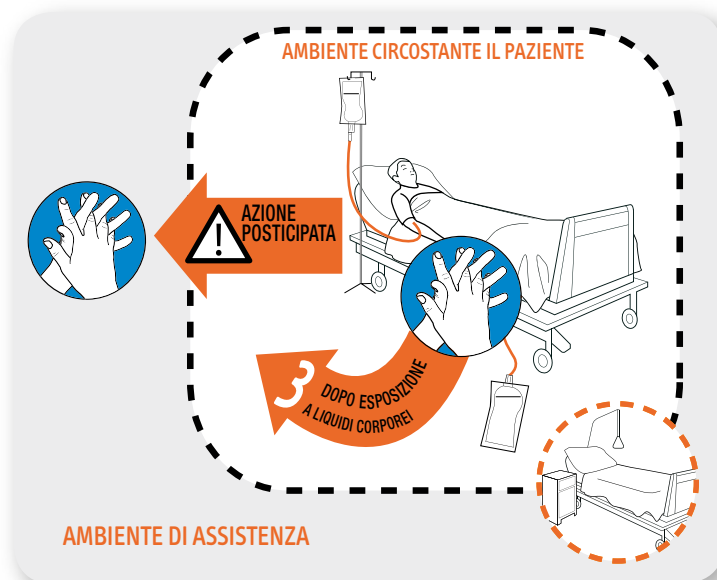 AMBIENTE CIRCOSTANTE IL PAZIENTE
AZIONE
POSTICIPATA
3
DOPO ESPOSIZIONE
A LIQUIDI CORPOREI
AMBIENTE DI ASSISTENZA